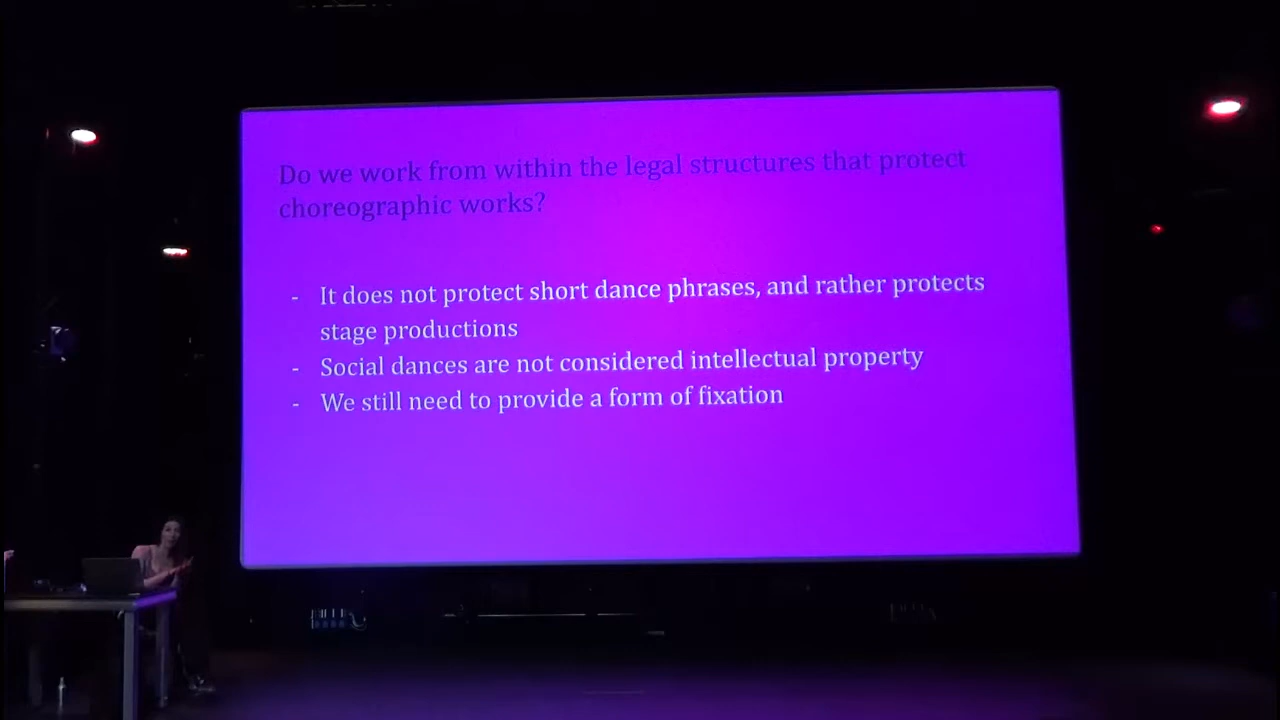 Do we work from within the legal structures that protect
choreographic works?
- It does not protect short dance phrases, and rather protects
stage productions
- Social dances are not considered intellectual property
- We still need to provide a form of fixation